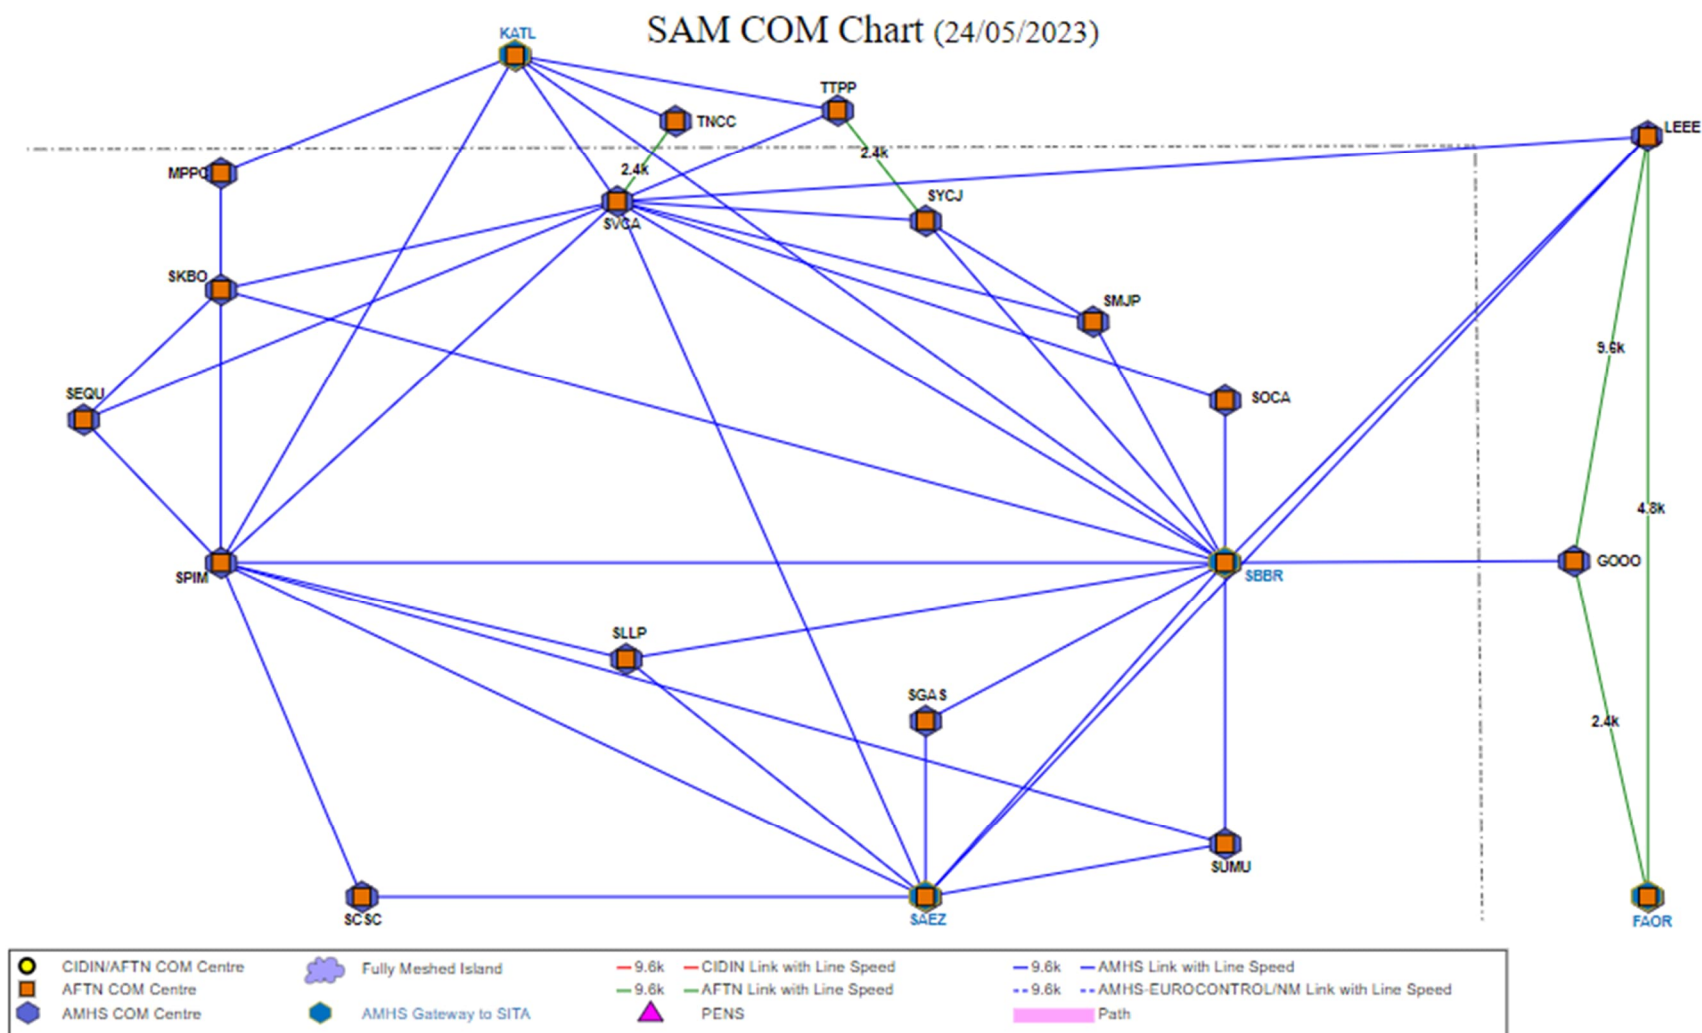 SAM COM Chart (24/05/2023)
KATL
TTPP
TNCC
LEEE
2.4k
MPPC
2.4k
SYCJ
SVCA
SKBO
SMJP
9.6k
SEQU
SOCA
4.8k
SPIM
SBBR
GOOO
SLLP
SGAS
2.4k
SUMU
SCSC
SAEZ
FAOR
CIDIN/AFTN COM Centre
Fully Meshed Island
9.6k
CIDIN Link with Line Speed
9.6k
AMHS Link with Line Speed
AFTN COM Centre
9.6k
AFTN Link with Line Speed
9.6k
AMHS-EUROCONTROL/NM Link with Line Speed
AMHS COM Centre
AMHS Gateway to SITA
PENS
Path